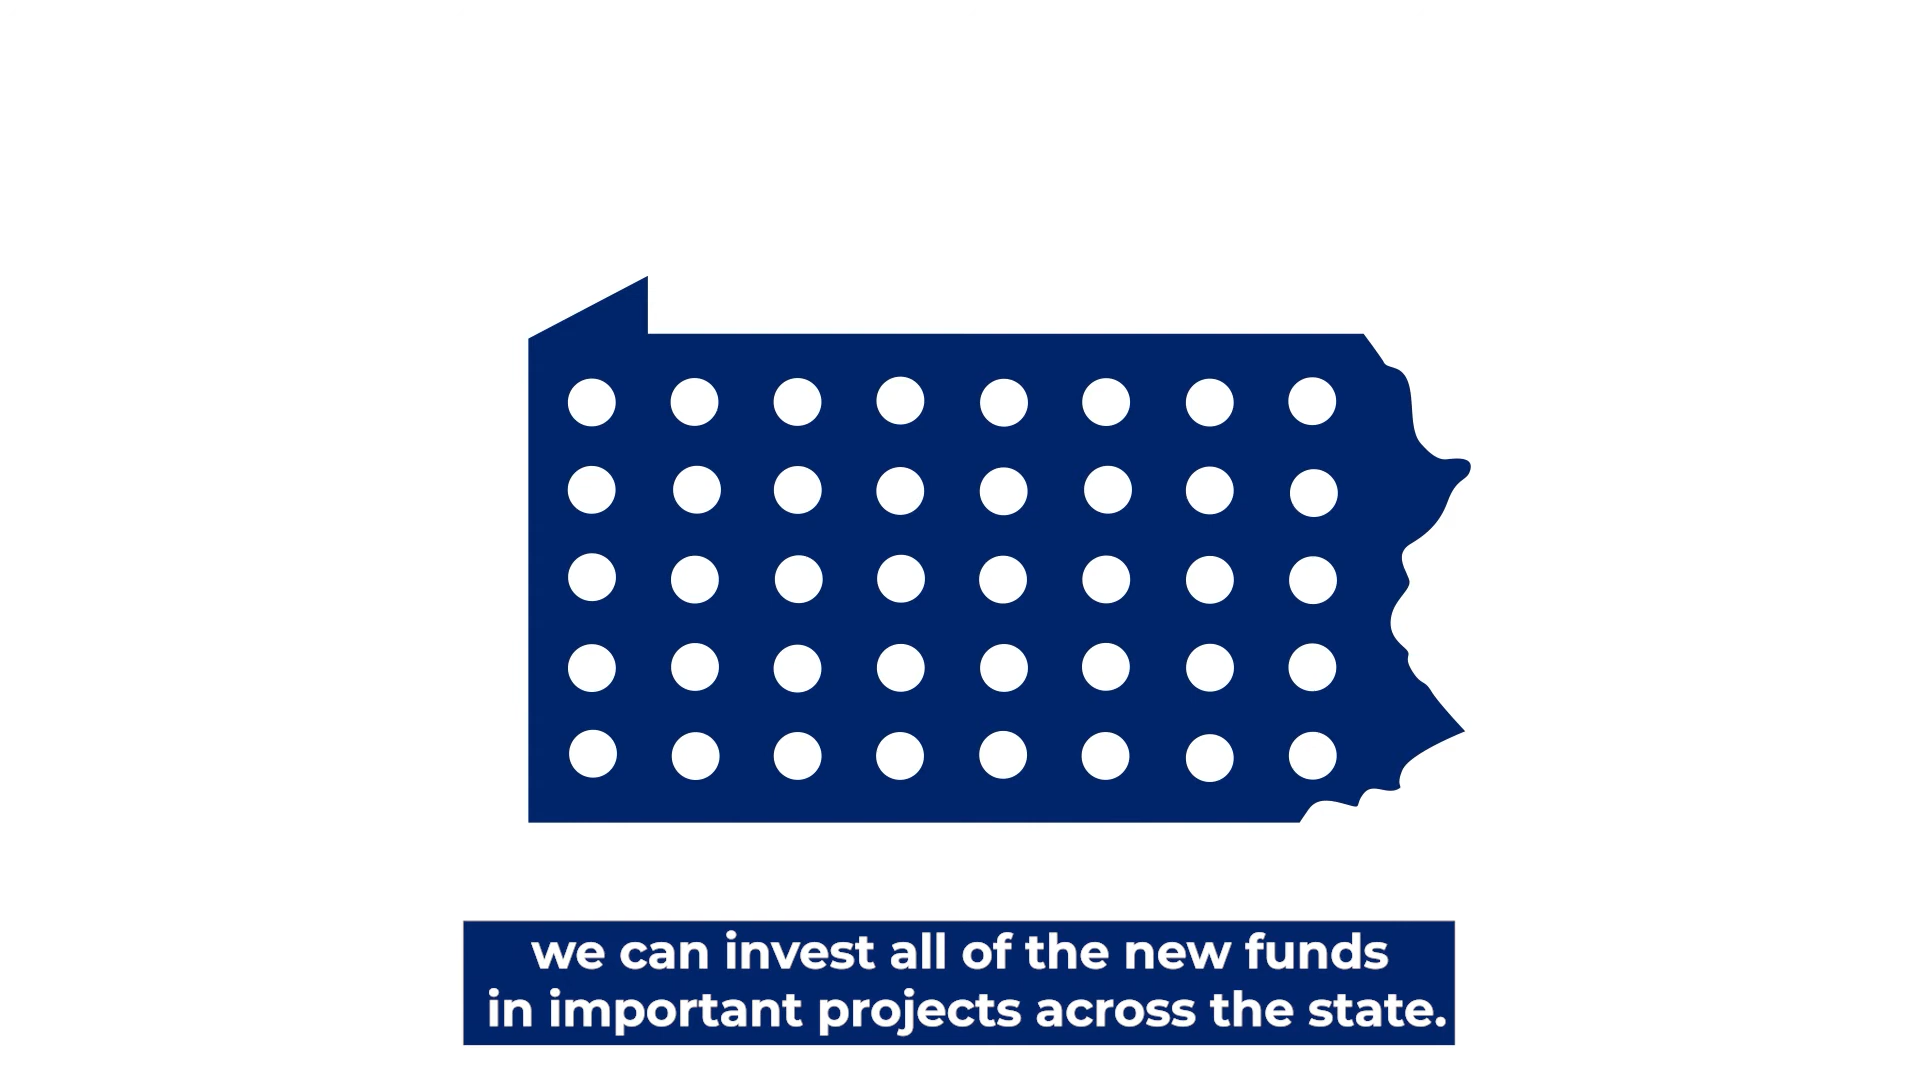 we can invest all of the new funds
in important projects across the state.